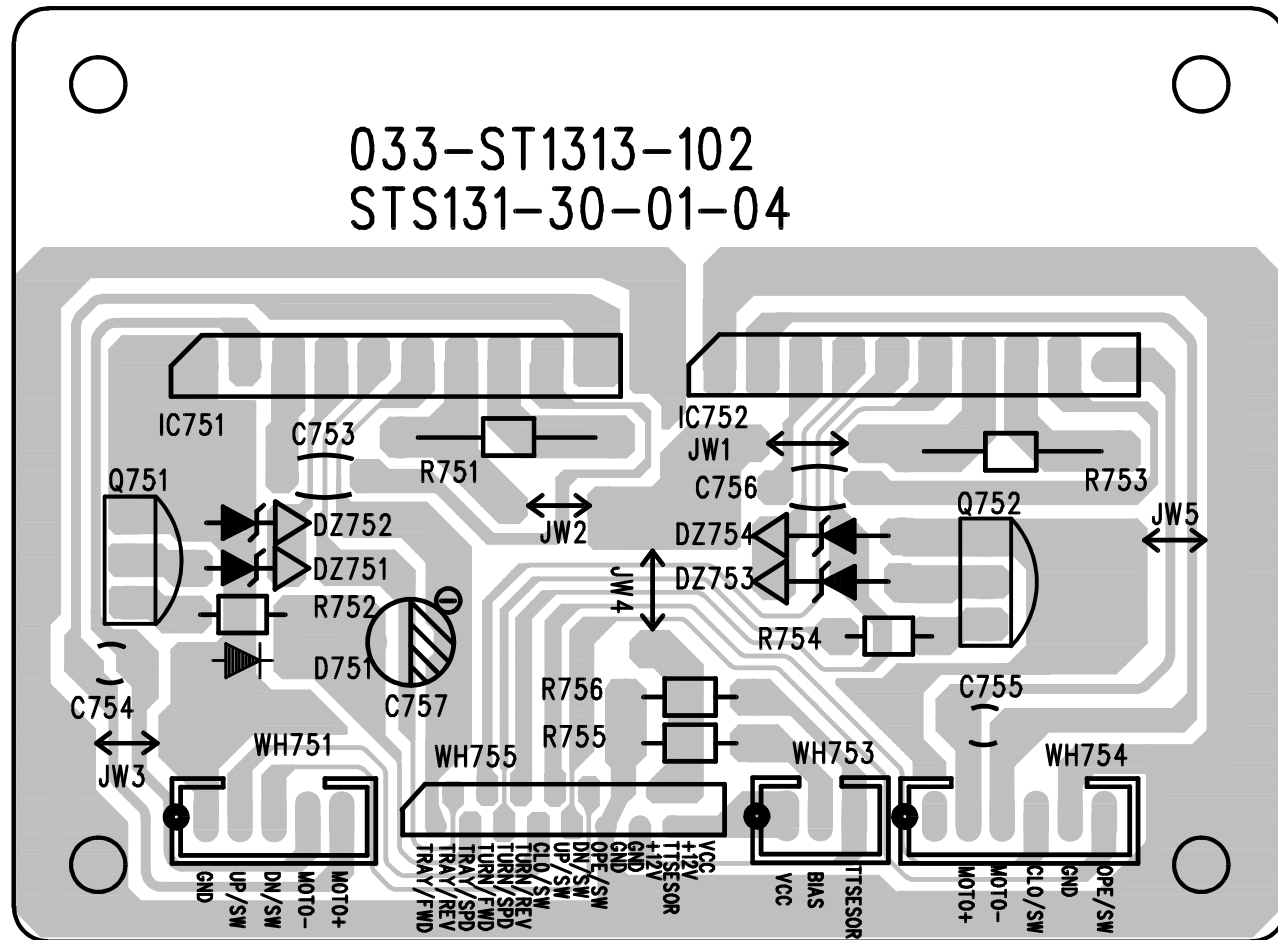 033-ST1313-102
STS131-30-01-04
IC751
IC752
C753
R751
JW1
C756
R753
Q751
Q752
JW5
DZ752
JW2
DZ754
DZ751
JW4
DZ753
R752
R754
D751
C754
C757
R756
C755
R755
WH751
WH755
WH753
WH754
JW3
GND
UP/SW
DN/SW
MOTO-
MOTO+
TRAY/FWD
TRAY/REV
TRAY/SPD
TURN/FWD
TURN/SPD
TURN/REV
CLO/SW
UP/SW
DN/SW
OPE/SW
GND
GND
+12V
TTSESOR
+12V
VCC
VCC
BIAS
TTSESOR
MOTO+
MOTO-
CLO/SW
GND
OPE/SW